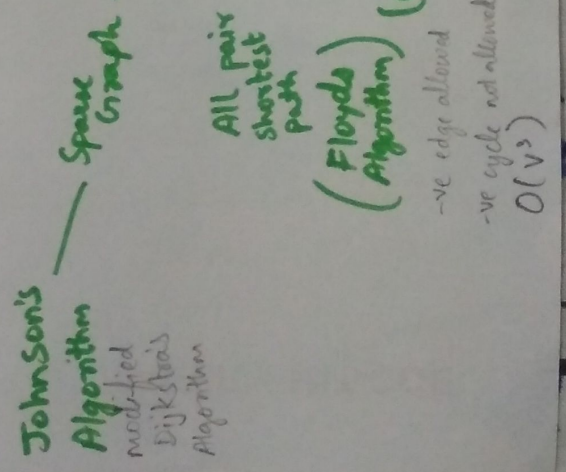 Johnson's
Algorithm
modified
Dijkstra's
Algorithm
Sparse
Graph
All pair
shortest
path
(Floyds
Algorithm)
(
-ve edge allowed
-ve cycle not allowed
O(V³)